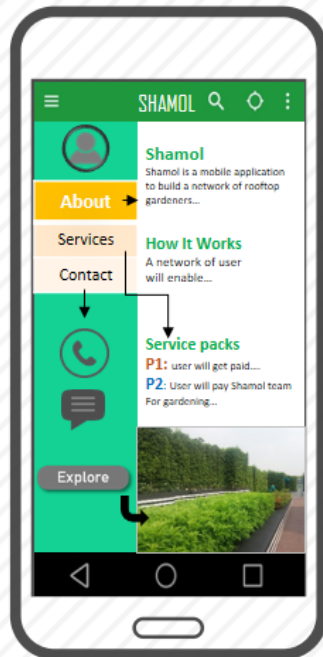 SHAMOL
About
Services
Contact
Explore
Shamol
Shamol is a mobile application
to build a network of rooftop
gardeners...
How It Works
A network of user
will enable...
Service packs
P1: user will get paid....
P2: User will pay Shamol team
For gardening...